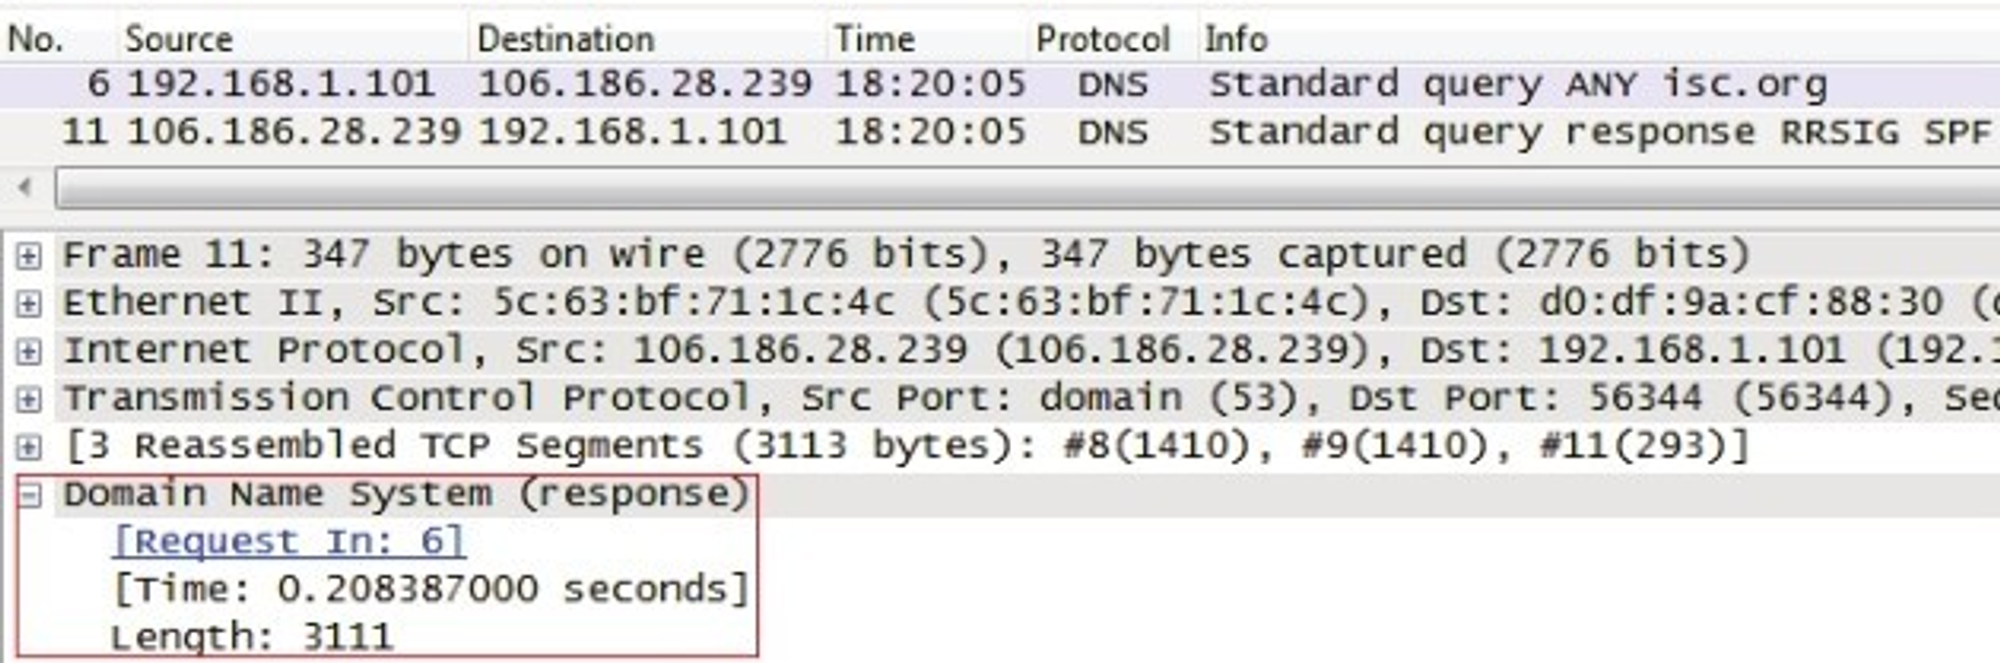 No. Source Destination Time Protocol Info
6 192.168.1.101 106.186.28.239 18:20:05 DNS Standard query ANY isc.org
11 106.186.28.239 192.168.1.101 18:20:05 DNS Standard query response RRSIG SPF
Frame 11: 347 bytes on wire (2776 bits), 347 bytes captured (2776 bits)
Ethernet II, Src: 5c:63:bf:71:1c:4c (5c:63:bf:71:1c:4c), Dst: d0:df:9a:cf:88:30 (
Internet Protocol, Src: 106.186.28.239 (106.186.28.239), Dst: 192.168.1.101 (192.1
Transmission Control Protocol, Src Port: domain (53), Dst Port: 56344 (56344), Sec
[3 Reassembled TCP Segments (3113 bytes): #8(1410), #9(1410), #11(293)]
Domain Name System (response)
[Request In: 6]
[Time: 0.208387000 seconds]
Length: 3111